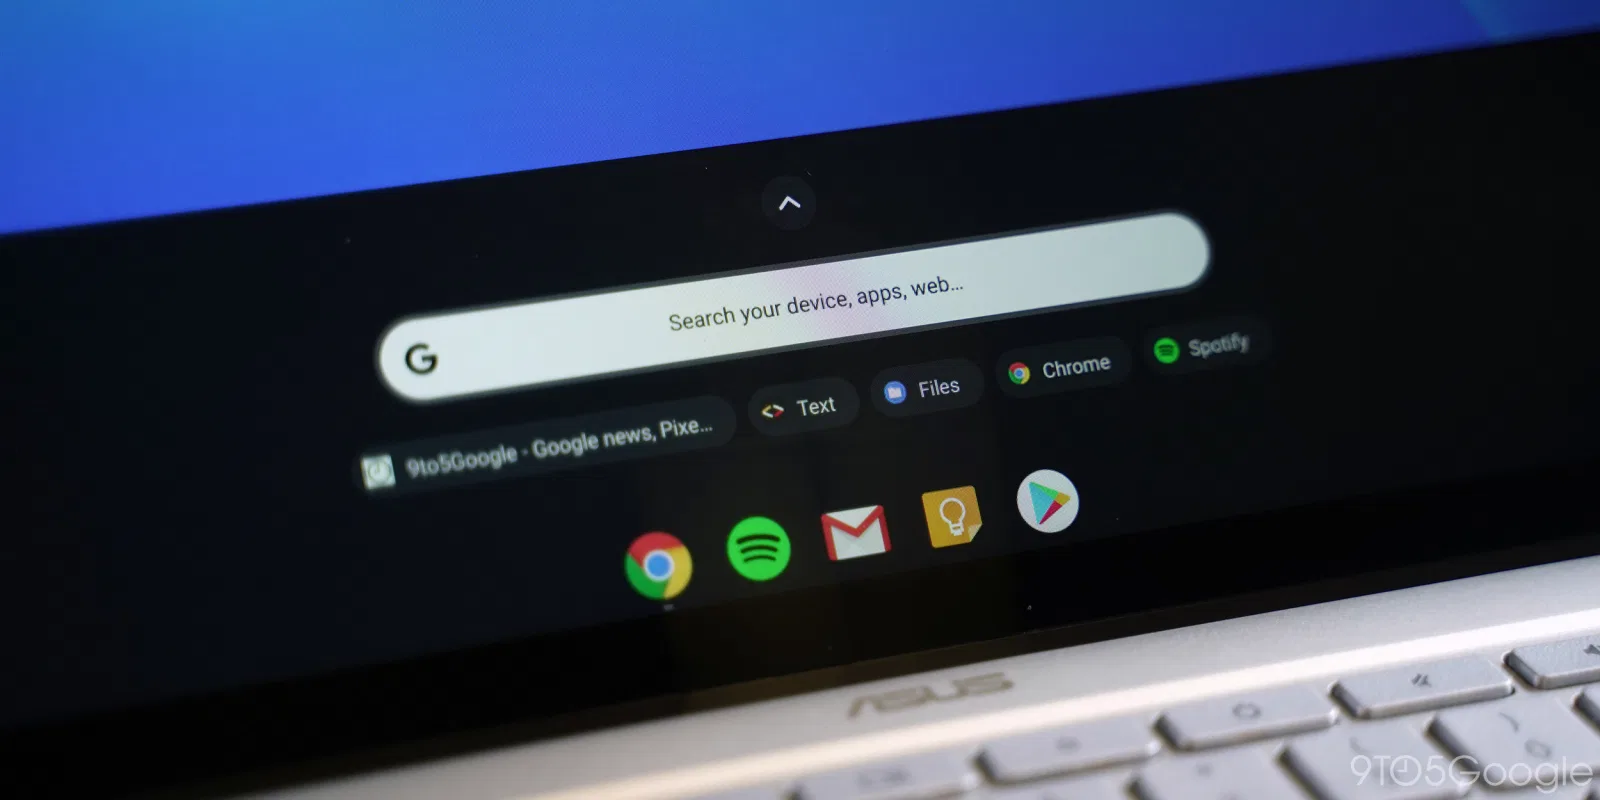 Search your device, apps, web...
9to5Google - Google news, Pixe...
Text
Files
Chrome
Spotify
ASUS
9TO5Google